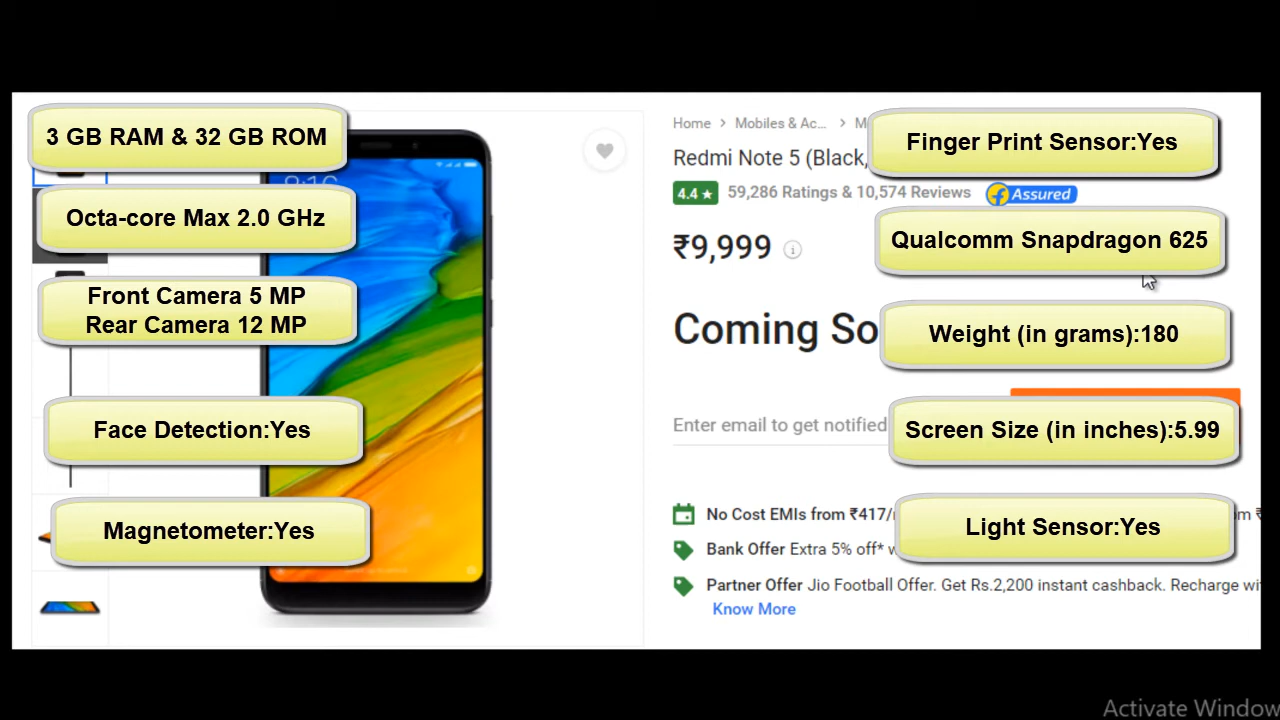 3 GB RAM & 32 GB ROM
Octa-core Max 2.0 GHz
Front Camera 5 MP
Rear Camera 12 MP
Face Detection:Yes
Magnetometer:Yes
Home > Mobiles & Ac... > M
Redmi Note 5 (Black,
4.4 ★ 59,286 Ratings & 10,574 Reviews Assured
₹9,999
Coming So
Enter email to get notified
No Cost EMIs from ₹417/
Bank Offer Extra 5% off*
Partner Offer Jio Football Offer. Get Rs.2,200 instant cashback. Recharge
Know More
Finger Print Sensor:Yes
Qualcomm Snapdragon 625
Weight (in grams):180
Screen Size (in inches):5.99
Light Sensor:Yes
Activate Window